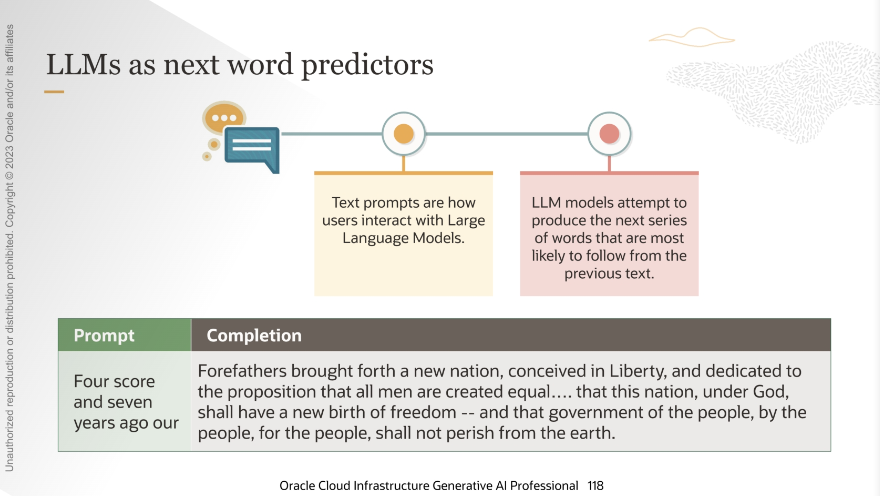 LLMs as next word predictors
Text prompts are how
users interact with Large
Language Models.
LLM models attempt to
produce the next series
of words that are most
likely to follow from the
previous text.
Prompt
Completion
Four score
and seven
years ago our
Forefathers brought forth a new nation, conceived in Liberty, and dedicated to
the proposition that all men are created equal.... that this nation, under God,
shall have a new birth of freedom -- and that government of the people, by the
people, for the people, shall not perish from the earth.
Oracle Cloud Infrastructure Generative AI Professional 118
Unauthorized reproduction or distribution prohibited. Copyright © 2023 Oracle and/or its affiliates